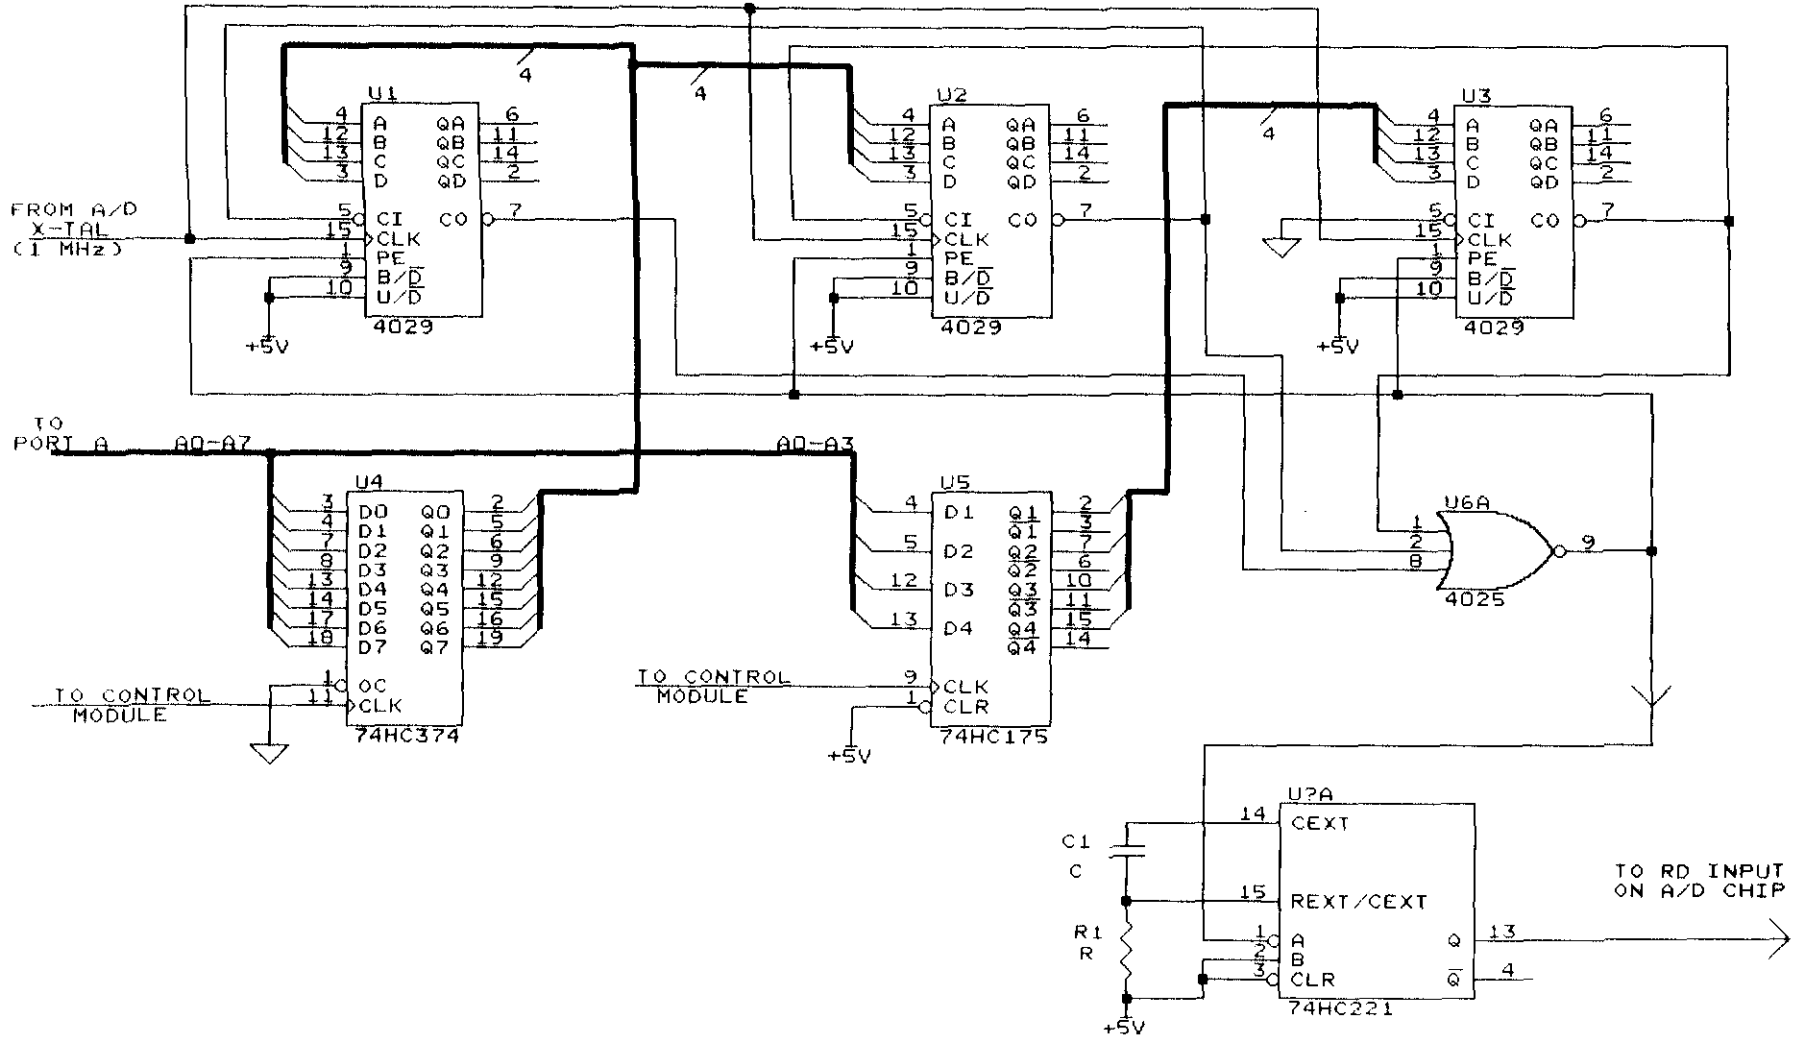 4
4
4
U1
4 A QA 6
12 B QB 11
13 C QC 14
3 D QD 2
5 CI CO 7
15 CLK
1 PE
9 B/D̅
10 U/D̅
4029
+5V
U2
4 A QA 6
12 B QB 11
13 C QC 14
3 D QD 2
5 CI CO 7
15 CLK
1 PE
9 B/D̅
10 U/D̅
4029
+5V
U3
4 A QA 6
12 B QB 11
13 C QC 14
3 D QD 2
5 CI CO 7
15 CLK
1 PE
9 B/D̅
10 U/D̅
4029
+5V
FROM A/D
X-TAL
(1 MHz)
TO
PORT A A0-A7 A0-A3
U4
3 D0 Q0 2
4 D1 Q1 5
7 D2 Q2 6
8 D3 Q3 9
13 D4 Q4 12
14 D5 Q5 15
17 D6 Q6 16
18 D7 Q7 19
1 OC
11 CLK
74HC374
TO CONTROL
MODULE
U5
4 D1 Q1 2
Q̅1̅ 3
5 D2 Q2 7
Q̅2̅ 6
12 D3 Q3 10
Q̅3̅ 11
13 D4 Q4 15
Q̅4̅ 14
9 CLK
1 CLR
74HC175
TO CONTROL
MODULE
+5V
U6A
1
2 9
8
4025
U?A
14 CEXT
15 REXT/CEXT
1 A Q 13
2 B
3 CLR Q̅ 4
74HC221
C1
C
R1
R
+5V
TO RD INPUT
ON A/D CHIP